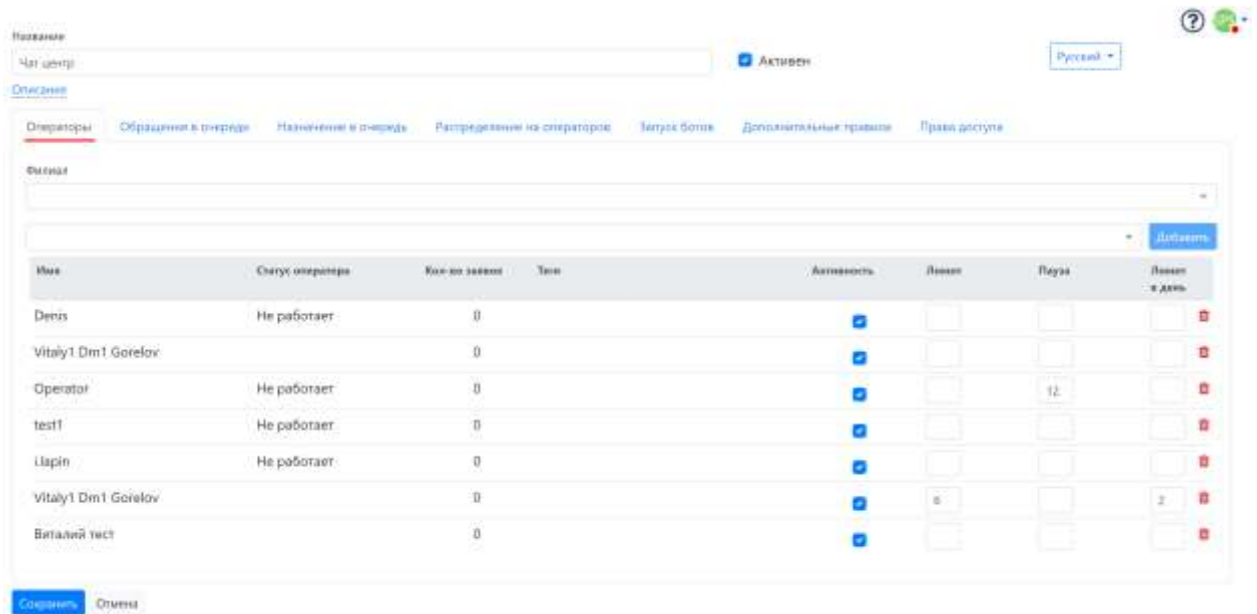 Название
Чат центр
Активен
Русский
Описание
Операторы Обращения в очереди Назначение в очередь Распределение на операторов Запуск ботов Дополнительные правила Права доступа
Филиал
Добавить
Имя Статус оператора Кол-во заявок Теги Активность Лимит Пауза Лимит в день
Denis Не работает 0
Vitaly1 Dm1 Gorelov 0
Operator Не работает 0 12
test1 Не работает 0
i.lapin Не работает 0
Vitaly1 Dm1 Gorelov 0 6 2
Виталий тест 0
Сохранить Отмена